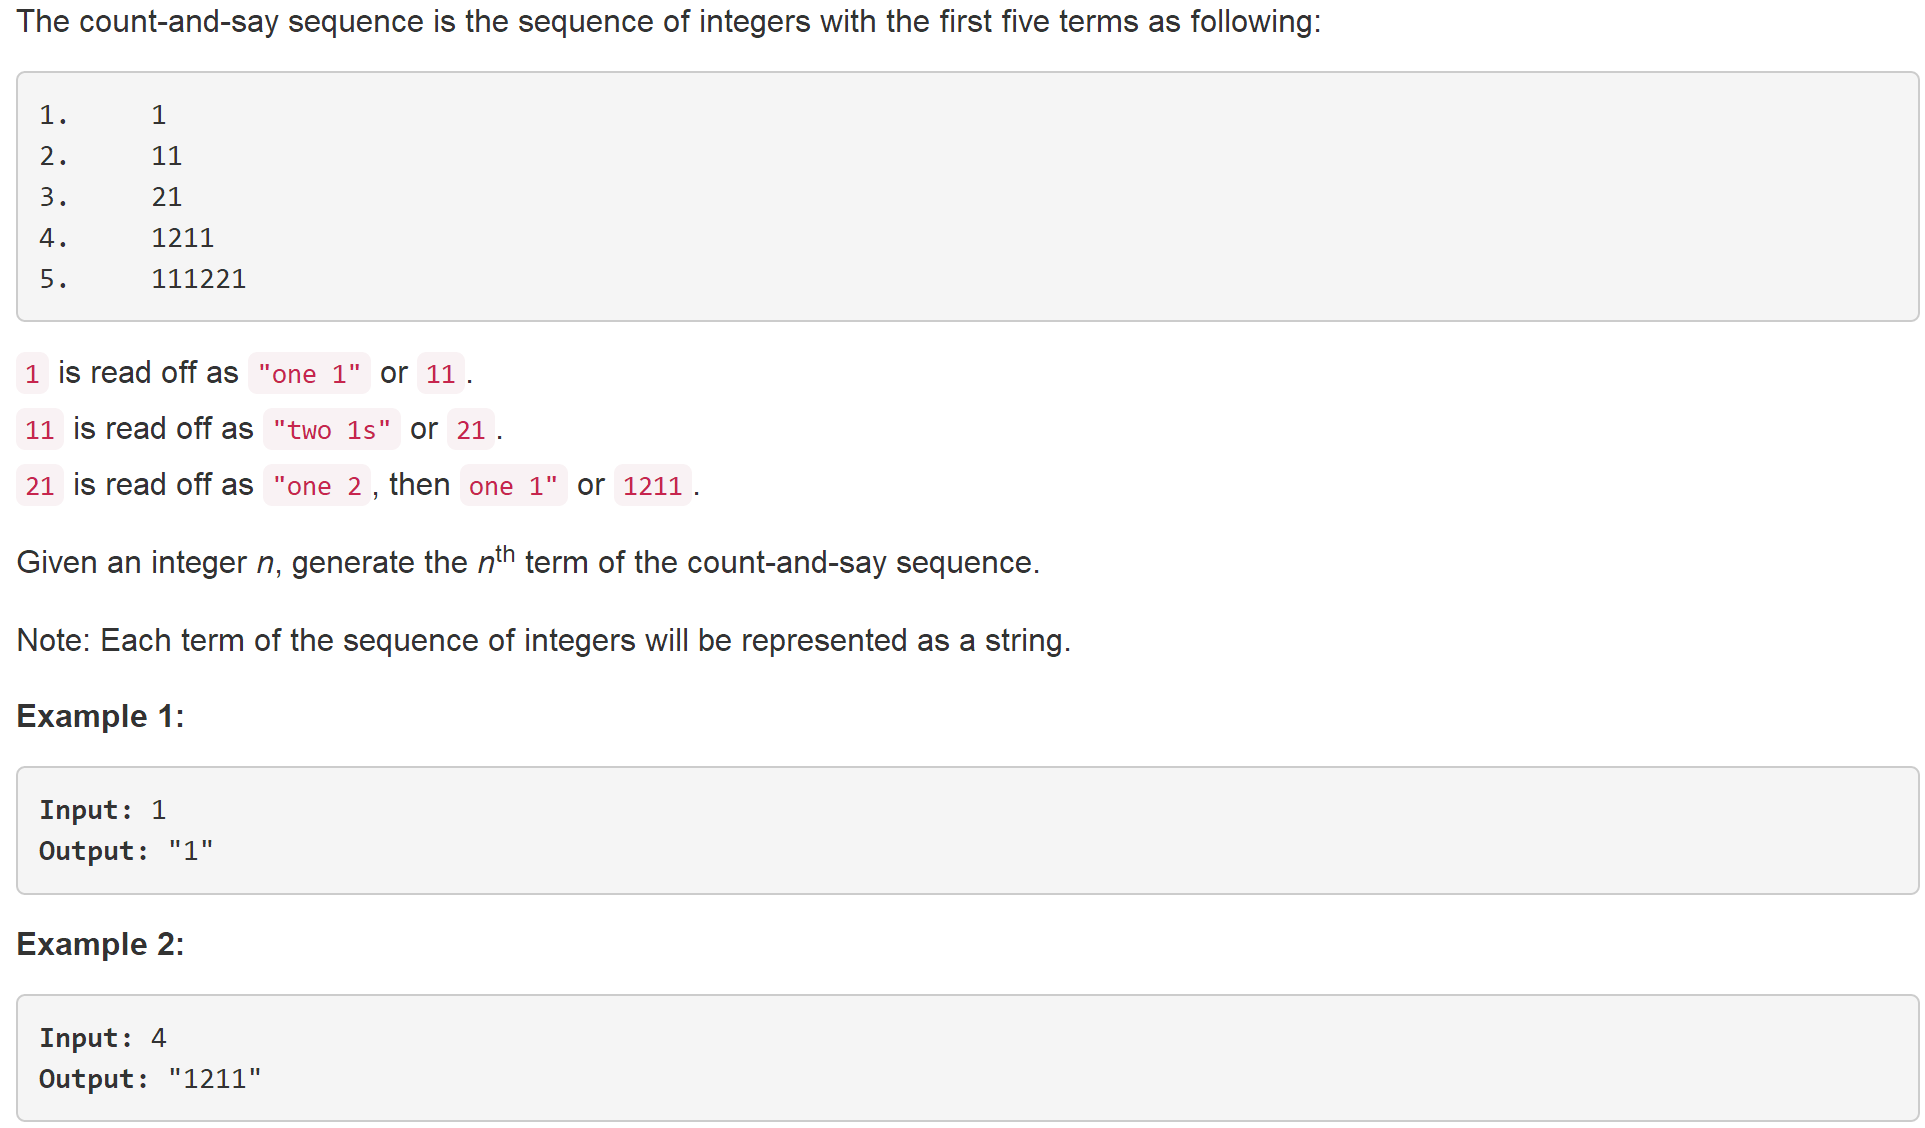 The count-and-say sequence is the sequence of integers with the first five terms as following:
1.     1
2.     11
3.     21
4.     1211
5.     111221
1 is read off as "one 1" or 11.
11 is read off as "two 1s" or 21.
21 is read off as "one 2, then one 1" or 1211.
Given an integer n, generate the nth term of the count-and-say sequence.
Note: Each term of the sequence of integers will be represented as a string.
Example 1:
Input: 1
Output: "1"
Example 2:
Input: 4
Output: "1211"